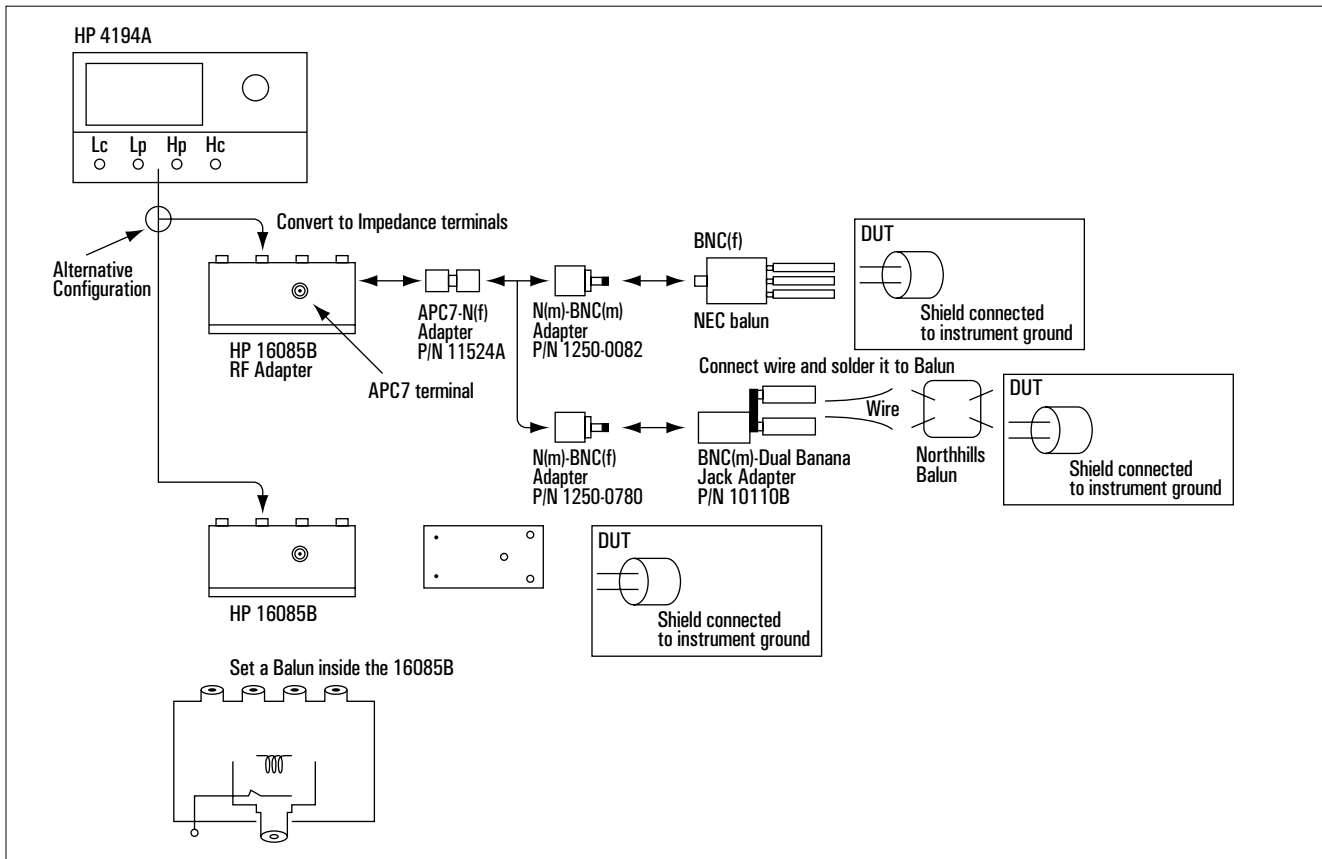 HP 4194A
Lc Lp Hp Hc
Convert to Impedance terminals
Alternative
Configuration
HP 16085B
RF Adapter
APC7 terminal
APC7-N(f)
Adapter
P/N 11524A
N(m)-BNC(m)
Adapter
P/N 1250-0082
BNC(f)
NEC balun
DUT
Shield connected
to instrument ground
Connect wire and solder it to Balun
N(m)-BNC(f)
Adapter
P/N 1250-0780
BNC(m)-Dual Banana
Jack Adapter
P/N 10110B
Wire
Northhills
Balun
DUT
Shield connected
to instrument ground
HP 16085B
DUT
Shield connected
to instrument ground
Set a Balun inside the 16085B